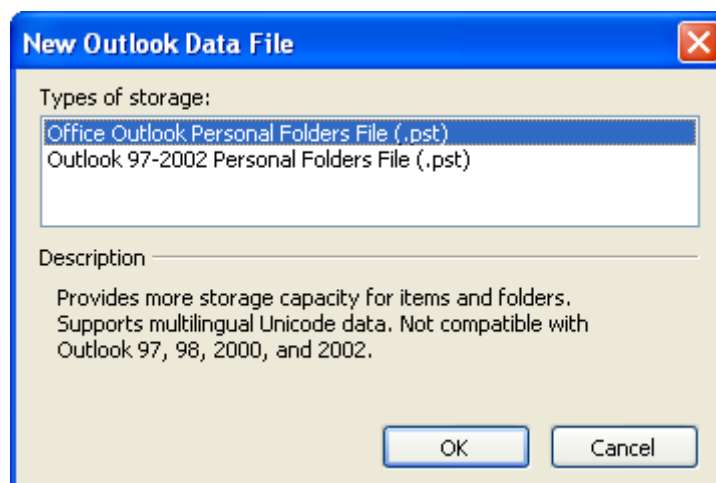 New Outlook Data File
Types of storage:
Office Outlook Personal Folders File (.pst)
Outlook 97-2002 Personal Folders File (.pst)
Description
Provides more storage capacity for items and folders.
Supports multilingual Unicode data. Not compatible with
Outlook 97, 98, 2000, and 2002.
OK Cancel